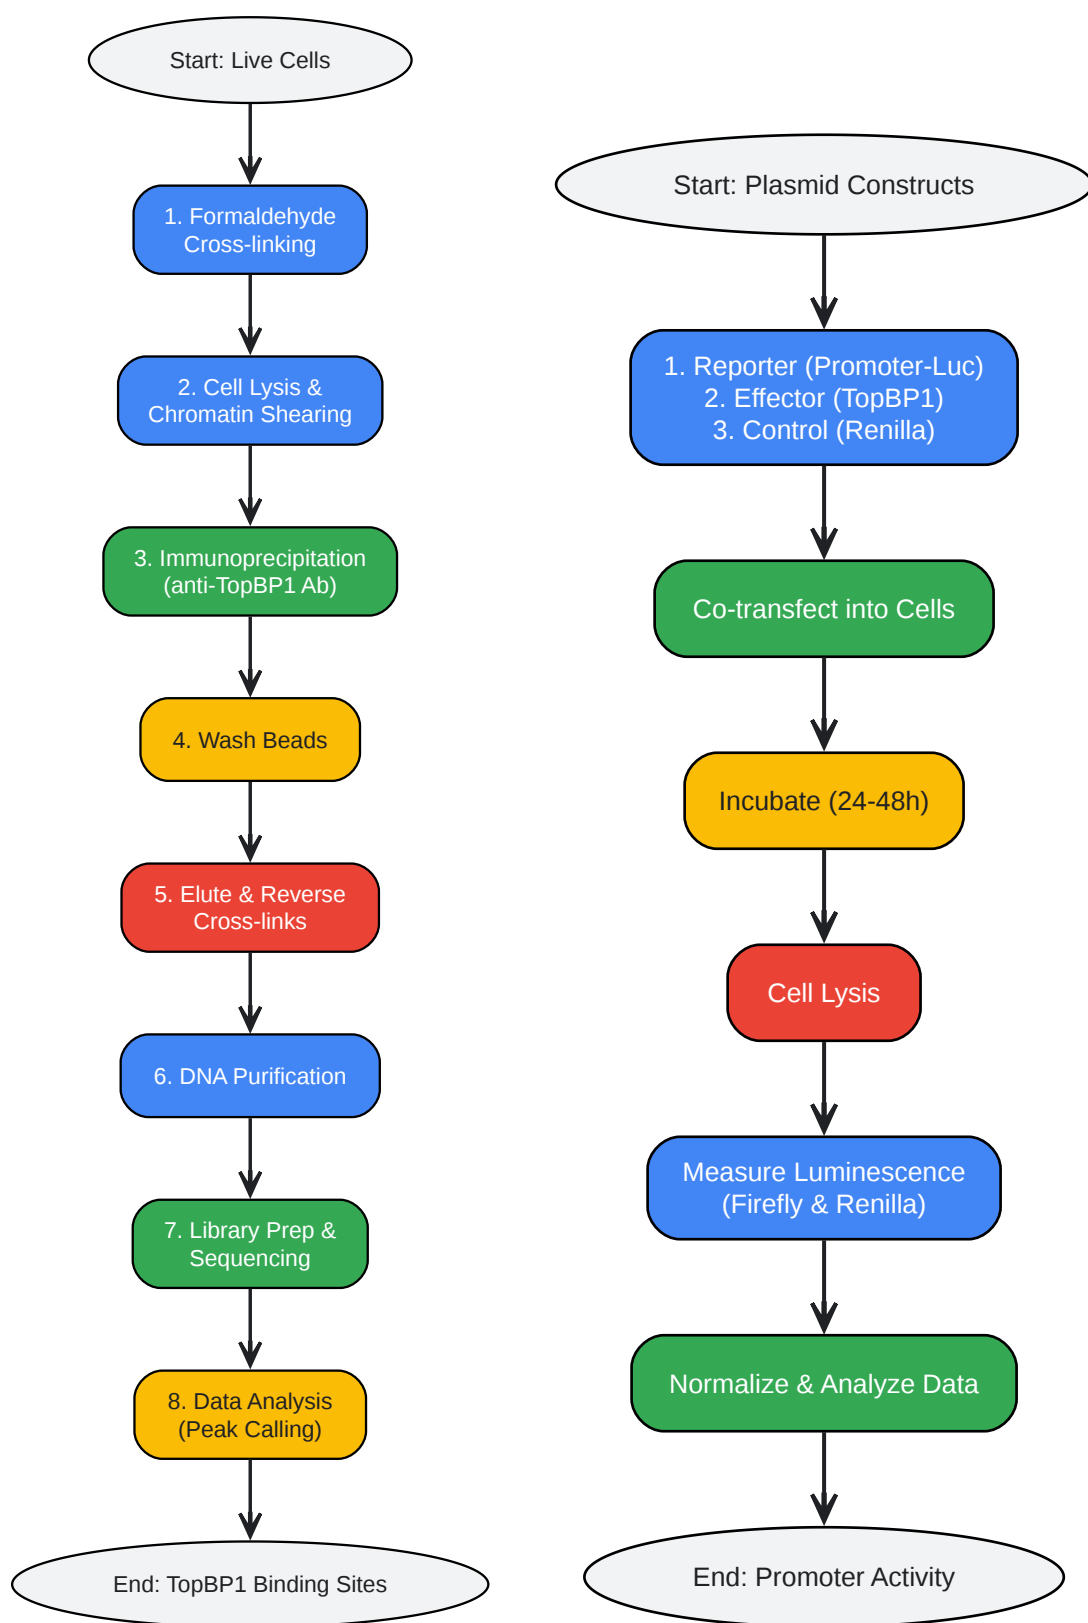 Start: Live Cells
1. Formaldehyde
Cross-linking
2. Cell Lysis &
Chromatin Shearing
3. Immunoprecipitation
(anti-TopBP1 Ab)
4. Wash Beads
5. Elute & Reverse
Cross-links
6. DNA Purification
7. Library Prep &
Sequencing
8. Data Analysis
(Peak Calling)
End: TopBP1 Binding Sites
Start: Plasmid Constructs
1. Reporter (Promoter-Luc)
2. Effector (TopBP1)
3. Control (Renilla)
Co-transfect into Cells
Incubate (24-48h)
Cell Lysis
Measure Luminescence
(Firefly & Renilla)
Normalize & Analyze Data
End: Promoter Activity